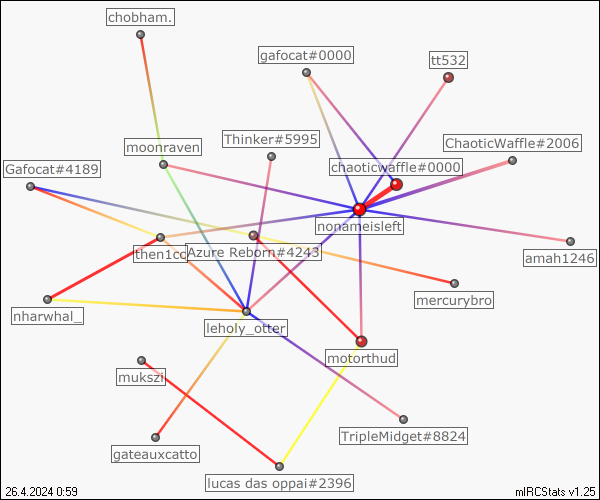 chobham.
gafocat#0000
tt532
Thinker#5995
ChaoticWaffle#2006
moonraven
Gafocat#4189
chaoticwaffle#0000
nonameisleft
then1cc
Azure Reborn#4243
amah1246
mercurybro
nharwhal_
leholy_otter
motorthud
mukszi
TripleMidget#8824
gateauxcatto
lucas das oppai#2396
26.4.2024 0:59
mIRCStats v1.25